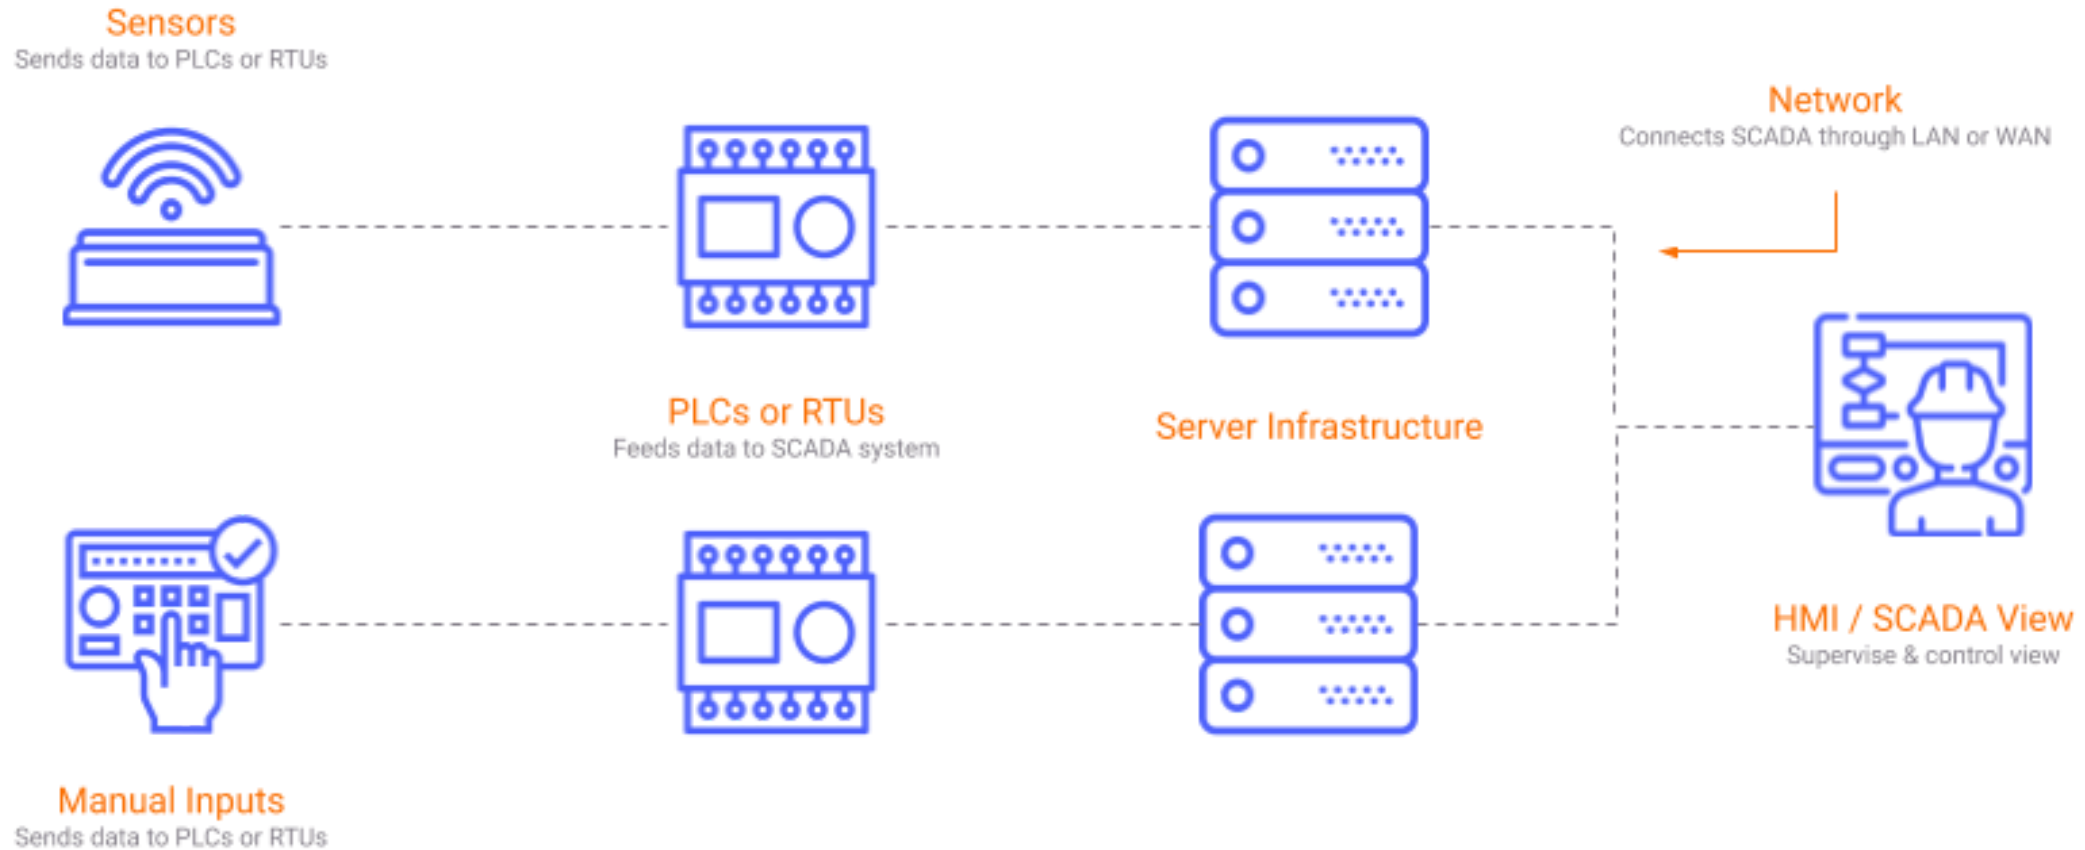 Sensors
Sends data to PLCs or RTUs
Network
Connects SCADA through LAN or WAN
PLCs or RTUs
Feeds data to SCADA system
Server Infrastructure
HMI / SCADA View
Supervise & control view
Manual Inputs
Sends data to PLCs or RTUs